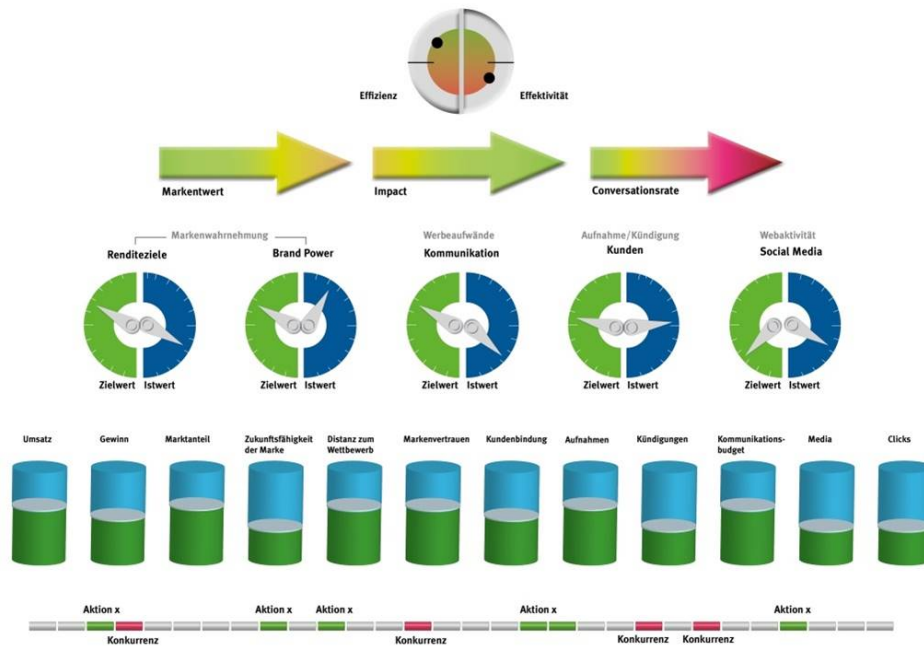 Effizienz
Effektivität
Markentwert
Impact
Conversationsrate
Markenwahrnehmung
Werbeaufwände
Aufnahme/Kündigung
Webaktivität
Renditeziele
Brand Power
Kommunikation
Kunden
Social Media
Zielwert Istwert
Zielwert Istwert
Zielwert Istwert
Zielwert Istwert
Zielwert Istwert
Umsatz
Gewinn
Marktanteil
Zukunftsfähigkeit
der Marke
Distanz zum
Wettbewerb
Markenvertrauen
Kundenbindung
Aufnahmen
Kündigungen
Kommunikations-
budget
Media
Clicks
Aktion x
Aktion x
Aktion x
Aktion x
Aktion x
Konkurrenz
Konkurrenz
Konkurrenz
Konkurrenz